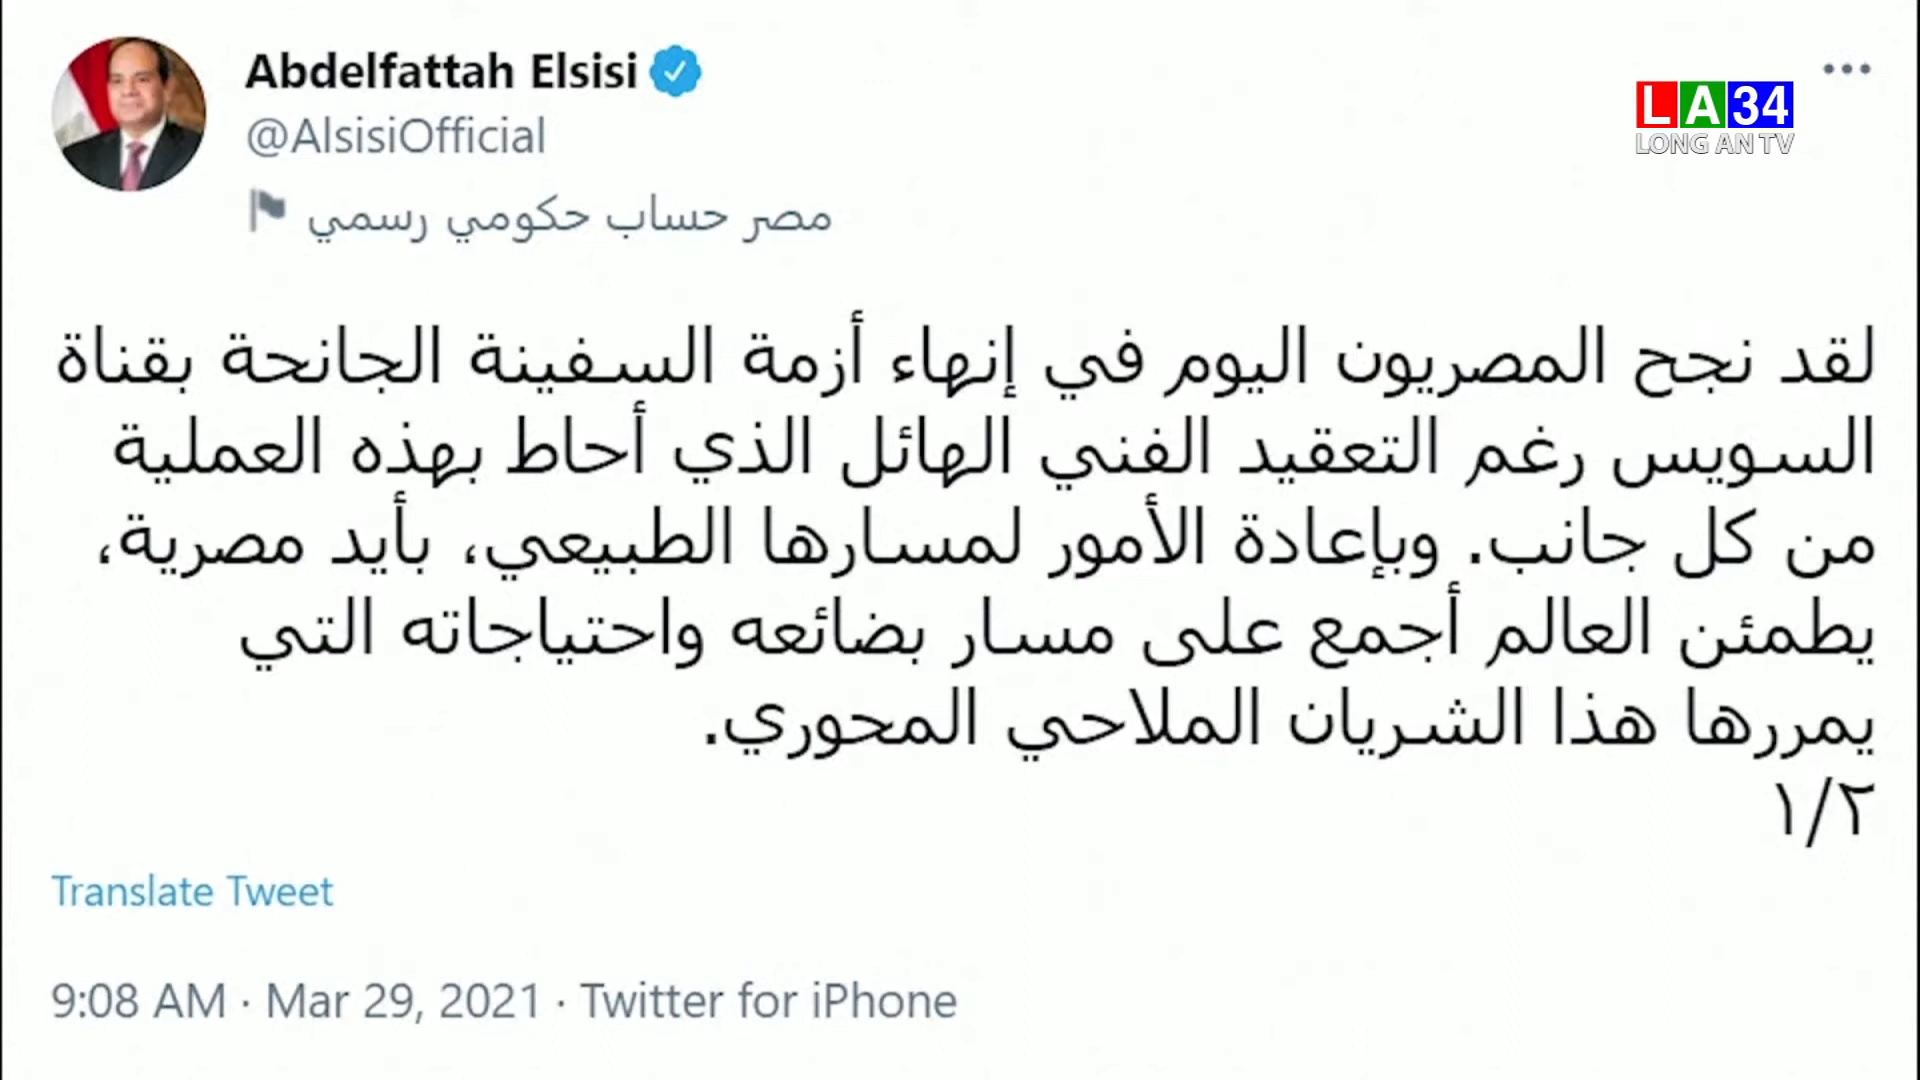 Abdelfattah Elsisi
@AlsisiOfficial
مصر حساب حكومي رسمي
LA34
LONG AN TV
لقد نجح المصريون اليوم في إنهاء أزمة السفينة الجانحة بقناة
السويس رغم التعقيد الفني الهائل الذي أحاط بهذه العملية
من كل جانب. وبإعادة الأمور لمسارها الطبيعي، بأيد مصرية،
يطمئن العالم أجمع على مسار بضائعه واحتياجاته التي
يمررها هذا الشريان الملاحي المحوري.
١/٢
Translate Tweet
9:08 AM · Mar 29, 2021 · Twitter for iPhone